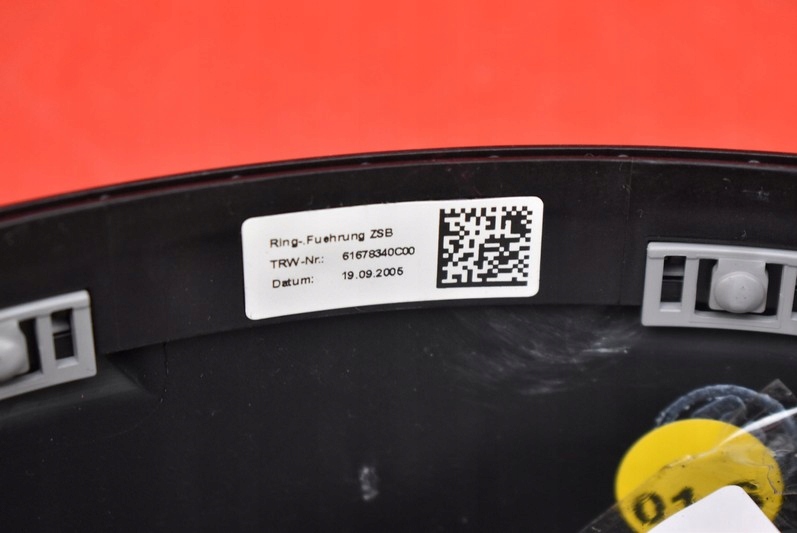 Ring-.Fuehrung ZSB
TRW-Nr.: 61678340C00
Datum: 19.09.2005